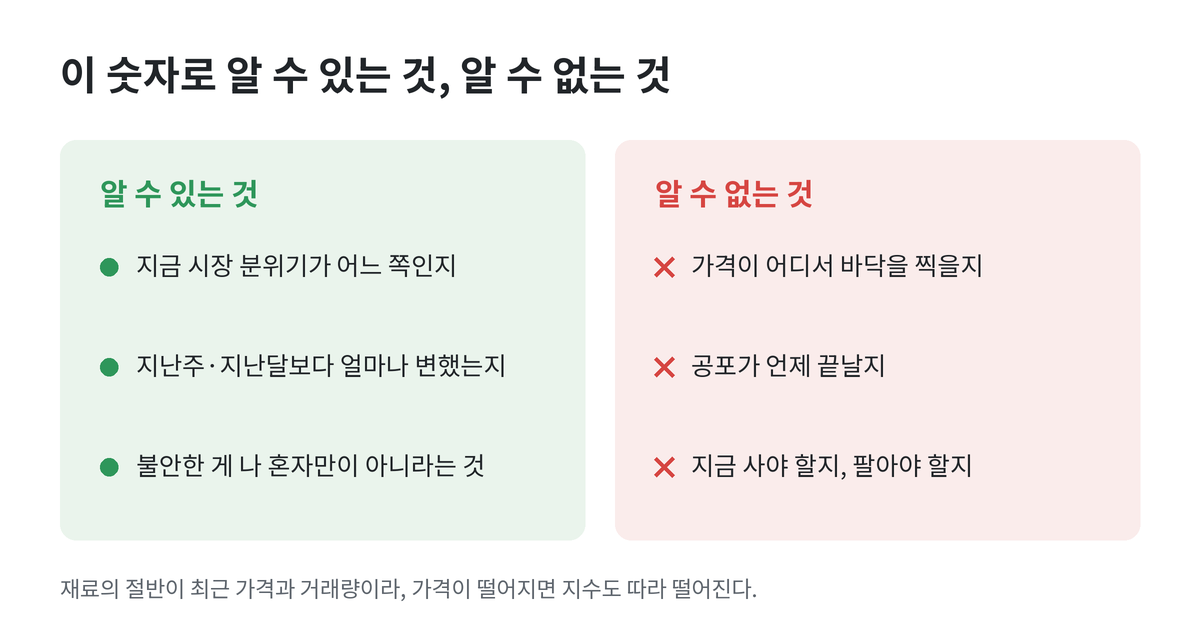 이 숫자로 알 수 있는 것, 알 수 없는 것
알 수 있는 것
지금 시장 분위기가 어느 쪽인지
지난주·지난달보다 얼마나 변했는지
불안한 게 나 혼자만이 아니라는 것
알 수 없는 것
가격이 어디서 바닥을 찍을지
공포가 언제 끝날지
지금 사야 할지, 팔아야 할지
재료의 절반이 최근 가격과 거래량이라, 가격이 떨어지면 지수도 따라 떨어진다.